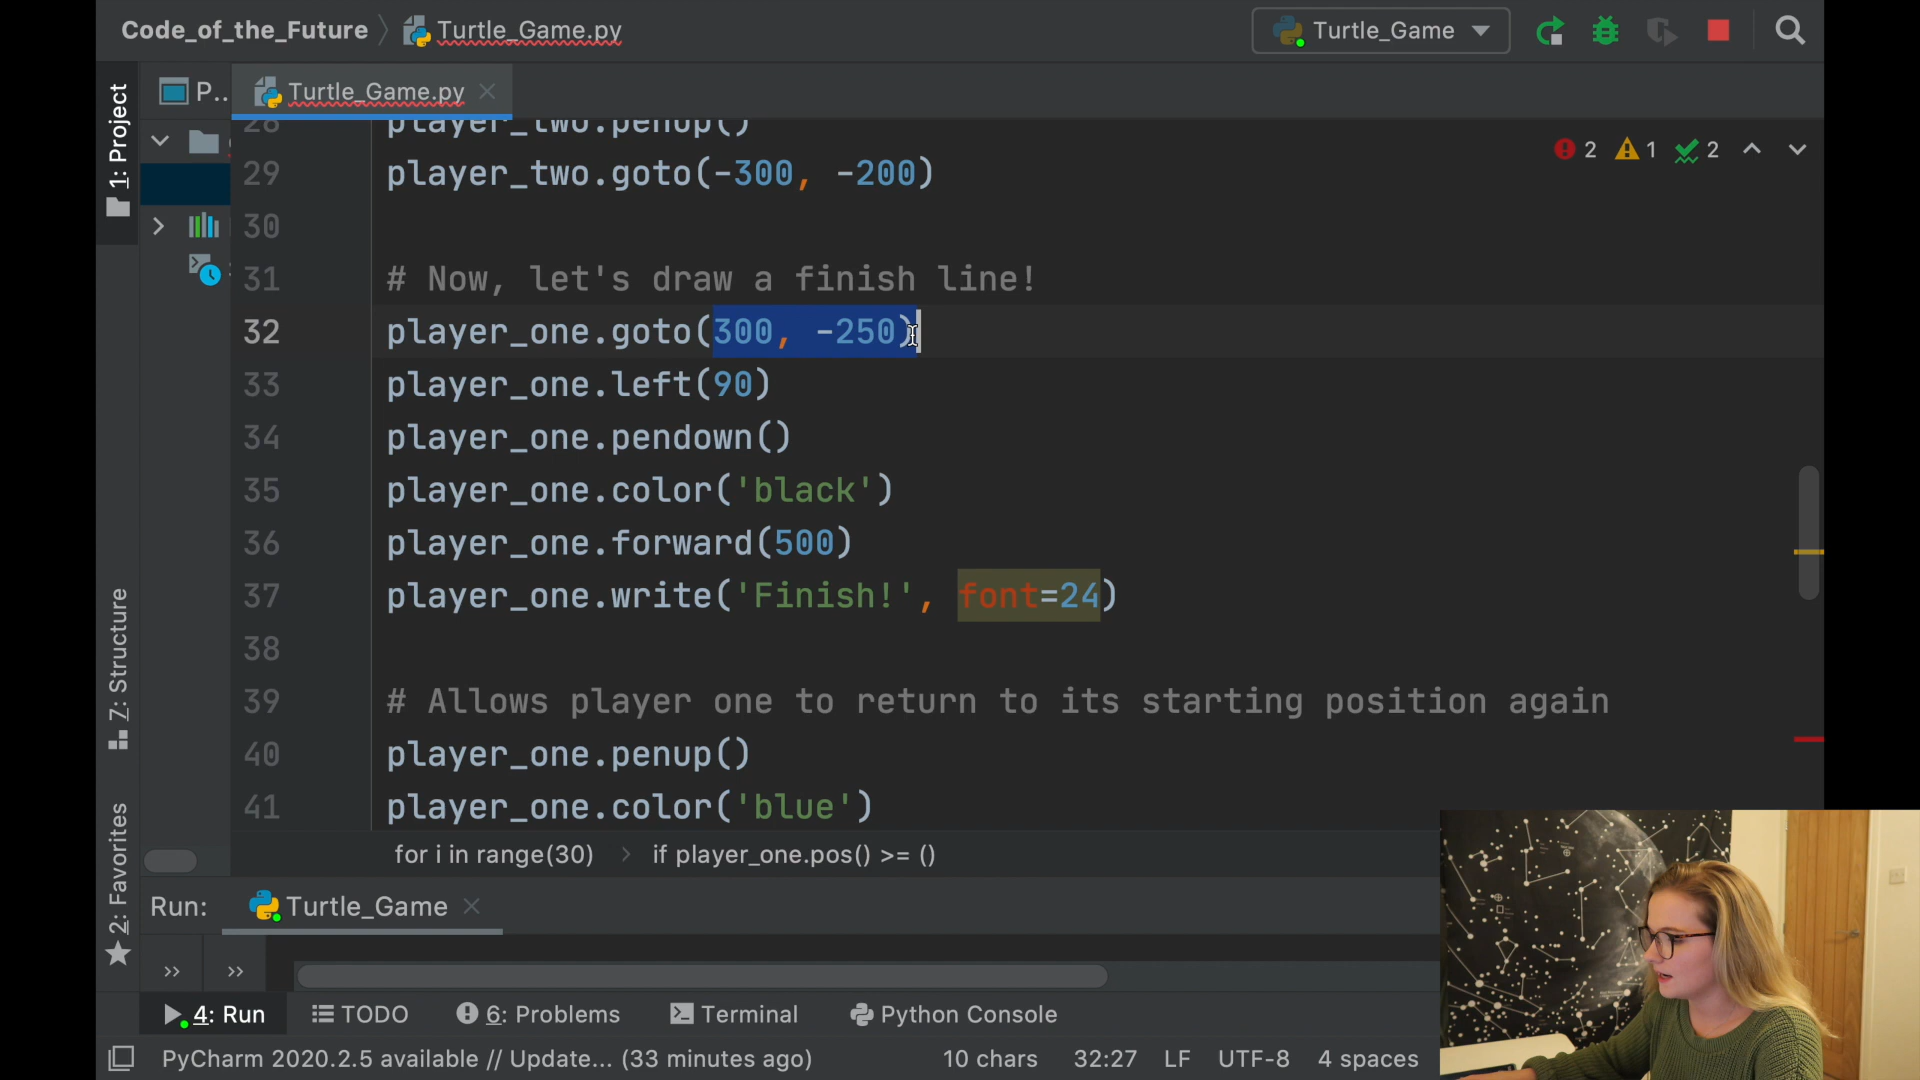 Code_of_the_Future
Turtle_Game.py
Turtle_Game
1: Project
P..
Turtle_Game.py
2
1
2
28
player_two.penup()
29
player_two.goto(-300, -200)
30
31
# Now, let's draw a finish line!
32
player_one.goto(300, -250)
33
player_one.left(90)
34
player_one.pendown()
35
player_one.color('black')
36
player_one.forward(500)
37
player_one.write('Finish!', font=24)
38
39
# Allows player one to return to its starting position again
40
player_one.penup()
41
player_one.color('blue')
7: Structure
2: Favorites
for i in range(30)
if player_one.pos() >= ()
Run:
Turtle_Game
4: Run
TODO
6: Problems
Terminal
Python Console
PyCharm 2020.2.5 available // Update... (33 minutes ago)
10 chars
32:27
LF
UTF-8
4 spaces